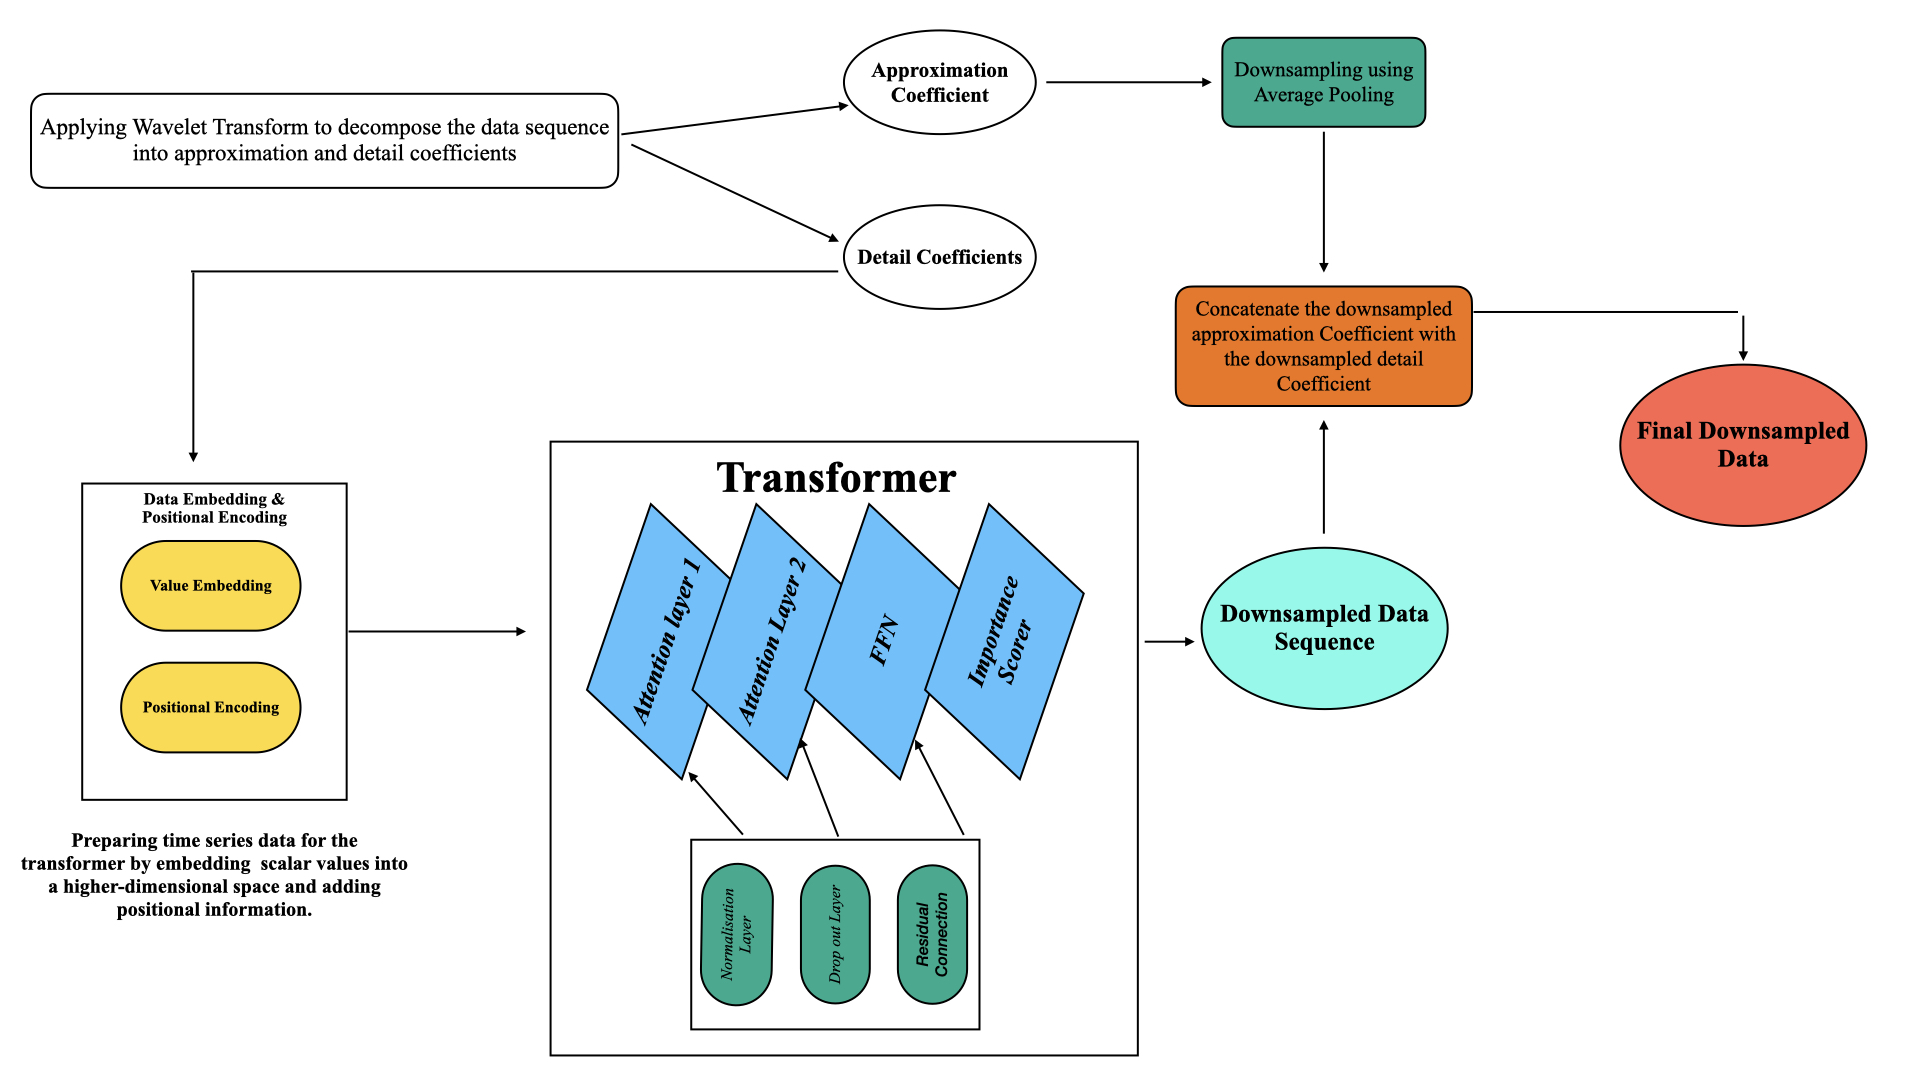 Applying Wavelet Transform to decompose the data sequence
into approximation and detail coefficients
Approximation
Coefficient
Downsampling using
Average Pooling
Detail Coefficients
Concatenate the downsampled
approximation Coefficient with
the downsampled detail
Coefficient
Final Downsampled
Data
Data Embedding &
Positional Encoding
Value Embedding
Positional Encoding
Preparing time series data for the
transformer by embedding scalar values into
a higher-dimensional space and adding
positional information.
Transformer
Attention layer 1
Attention Layer 2
FFN
Importance
Scorer
Normalisation
Layer
Drop out Layer
Residual
Connection
Downsampled Data
Sequence